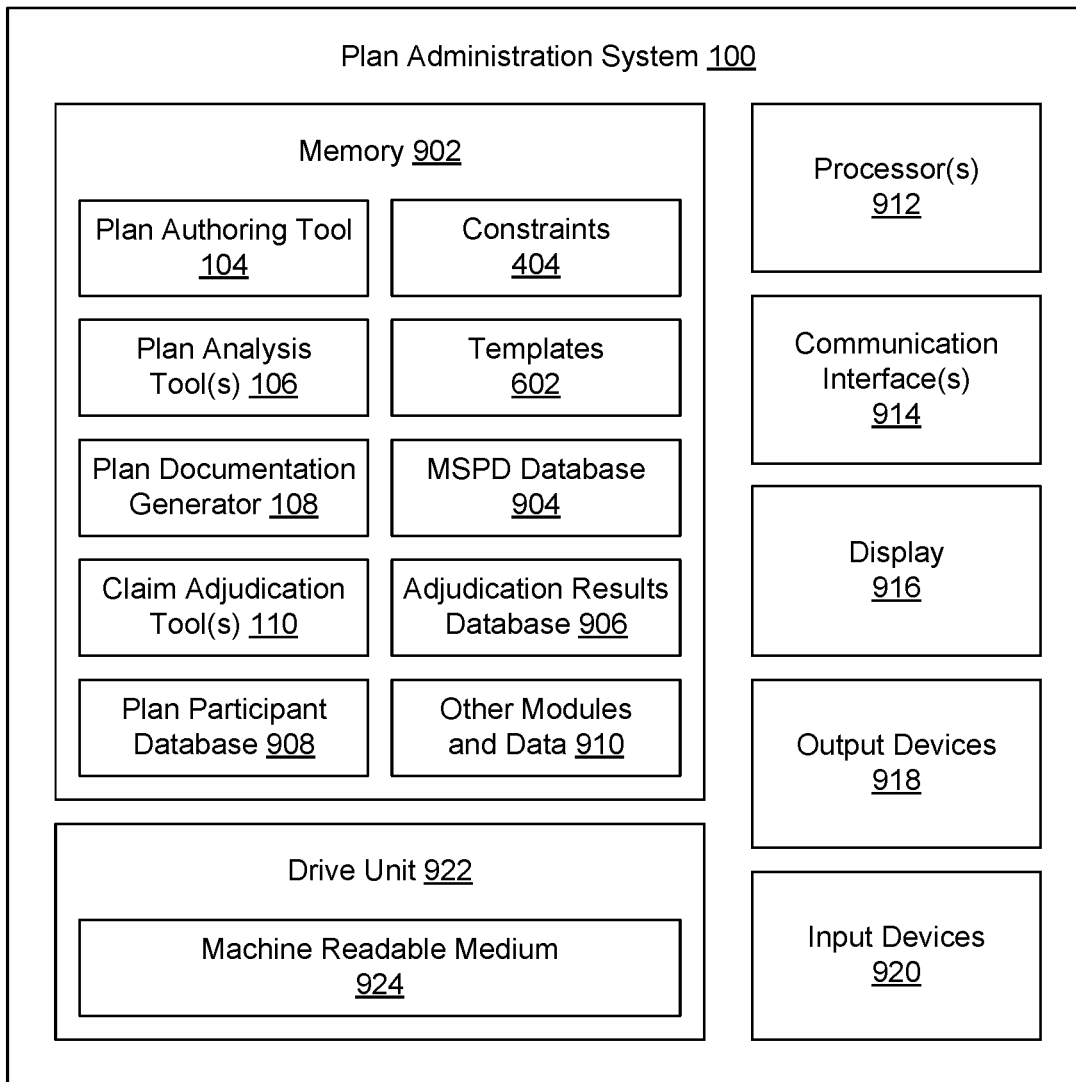 Plan Administration System 100
Memory 902
Plan Authoring Tool
104
Constraints
404
Plan Analysis
Tool(s) 106
Templates
602
Plan Documentation
Generator 108
MSPD Database
904
Claim Adjudication
Tool(s) 110
Adjudication Results
Database 906
Plan Participant
Database 908
Other Modules
and Data 910
Drive Unit 922
Machine Readable Medium
924
Processor(s)
912
Communication
Interface(s)
914
Display
916
Output Devices
918
Input Devices
920